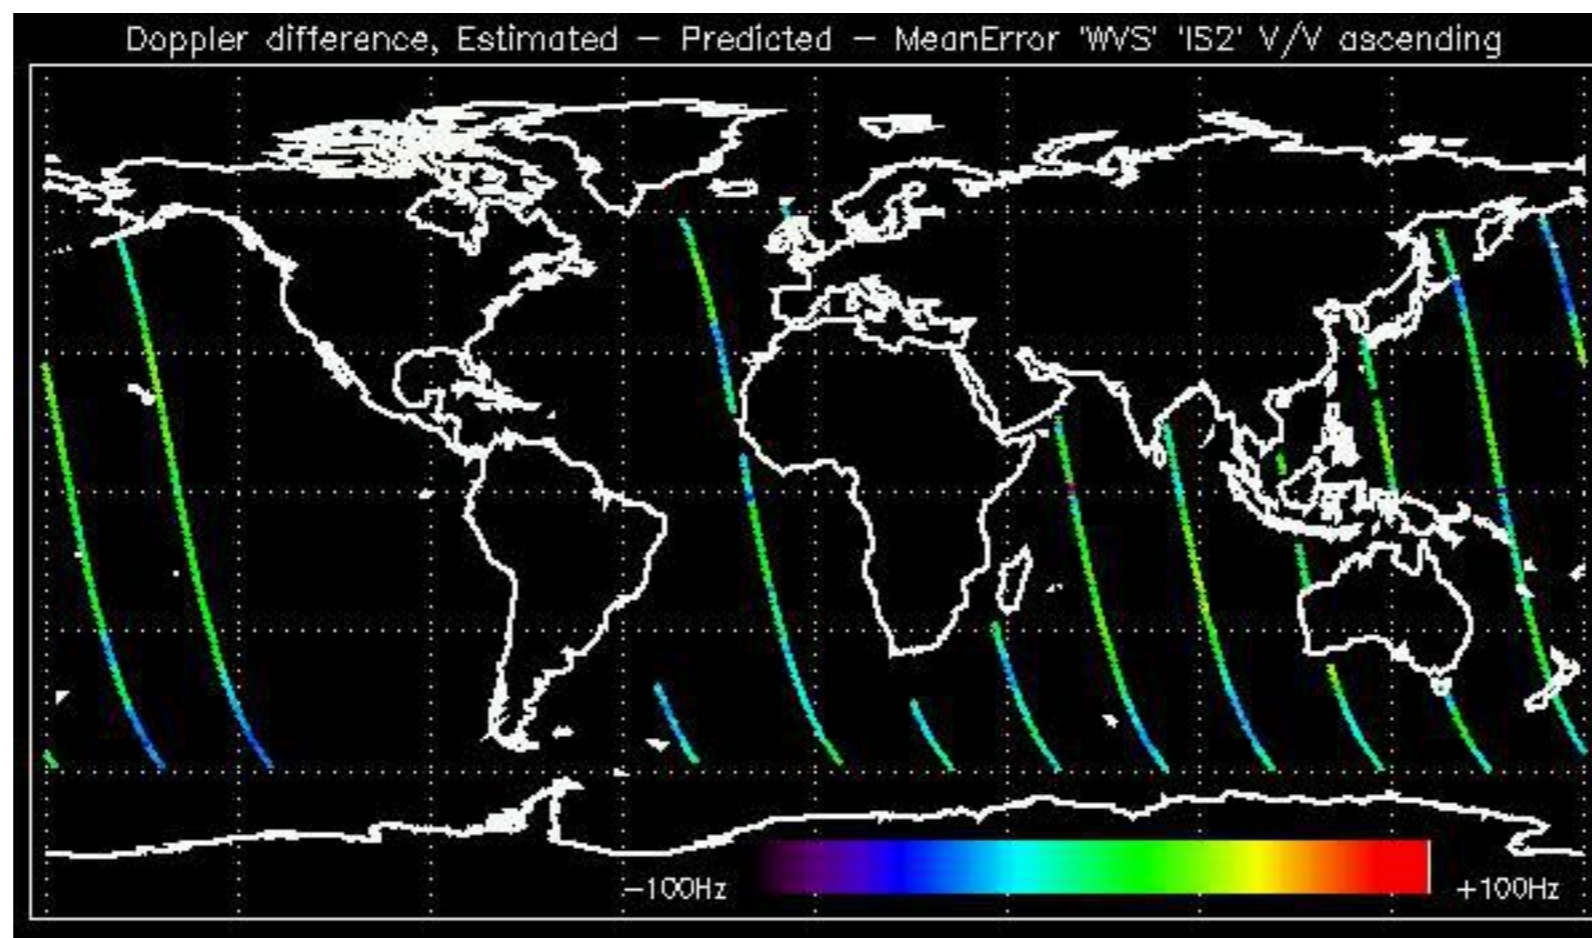 Doppler difference, Estimated – Predicted – MeanError 'WVS' 'IS2' V/V ascending
–100Hz
+100Hz